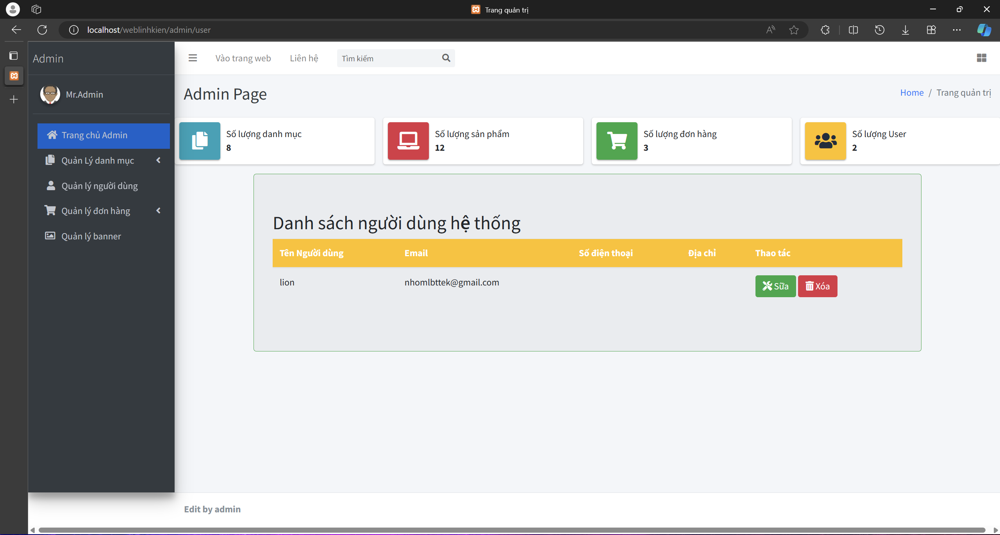 Trang quản trị
localhost/weblinhkien/admin/user
Admin
Vào trang web
Liên hệ
Tìm kiếm
Mr.Admin
Admin Page
Home / Trang quản trị
Trang chủ Admin
Quản Lý danh mục
Quản lý người dùng
Quản lý đơn hàng
Quản lý banner
Số lượng danh mục
8
Số lượng sản phẩm
12
Số lượng đơn hàng
3
Số lượng User
2
Danh sách người dùng hệ thống
Tên Người dùng Email Số điện thoại Địa chỉ Thao tác
lion nhomlbttek@gmail.com Sữa Xóa
Edit by admin